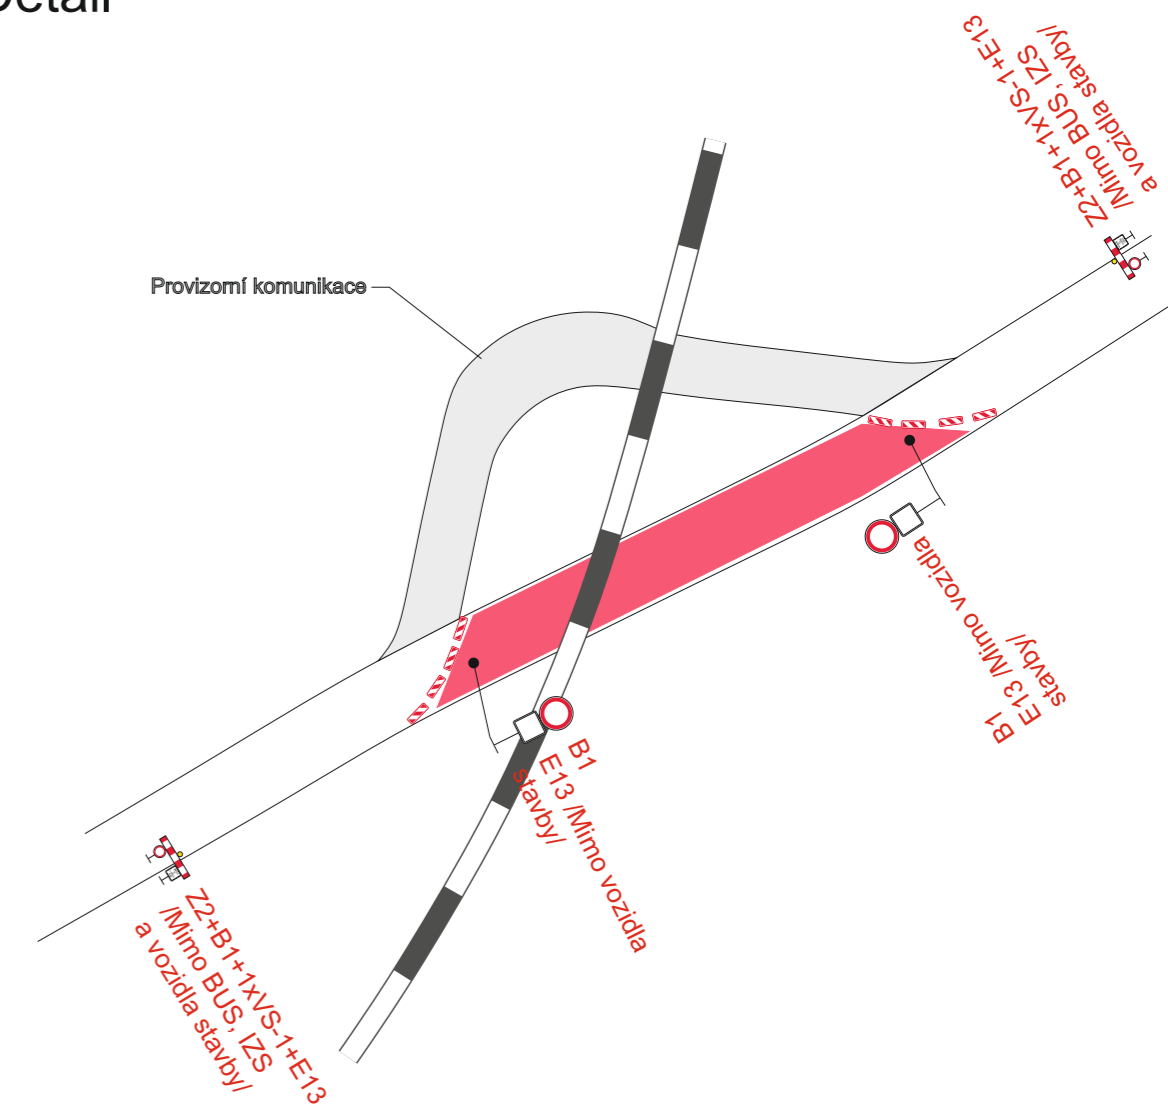 Detail
Z2+B1+1xVS-1+E13
/Mimo BUS, IZS
a vozidla stavby/
Provizorní komunikace
B1
E13 /Mimo vozidla
stavby/
B1
E13 /Mimo vozidla
stavby/
Z2+B1+1xVS-1+E13
/Mimo BUS, IZS
a vozidla stavby/